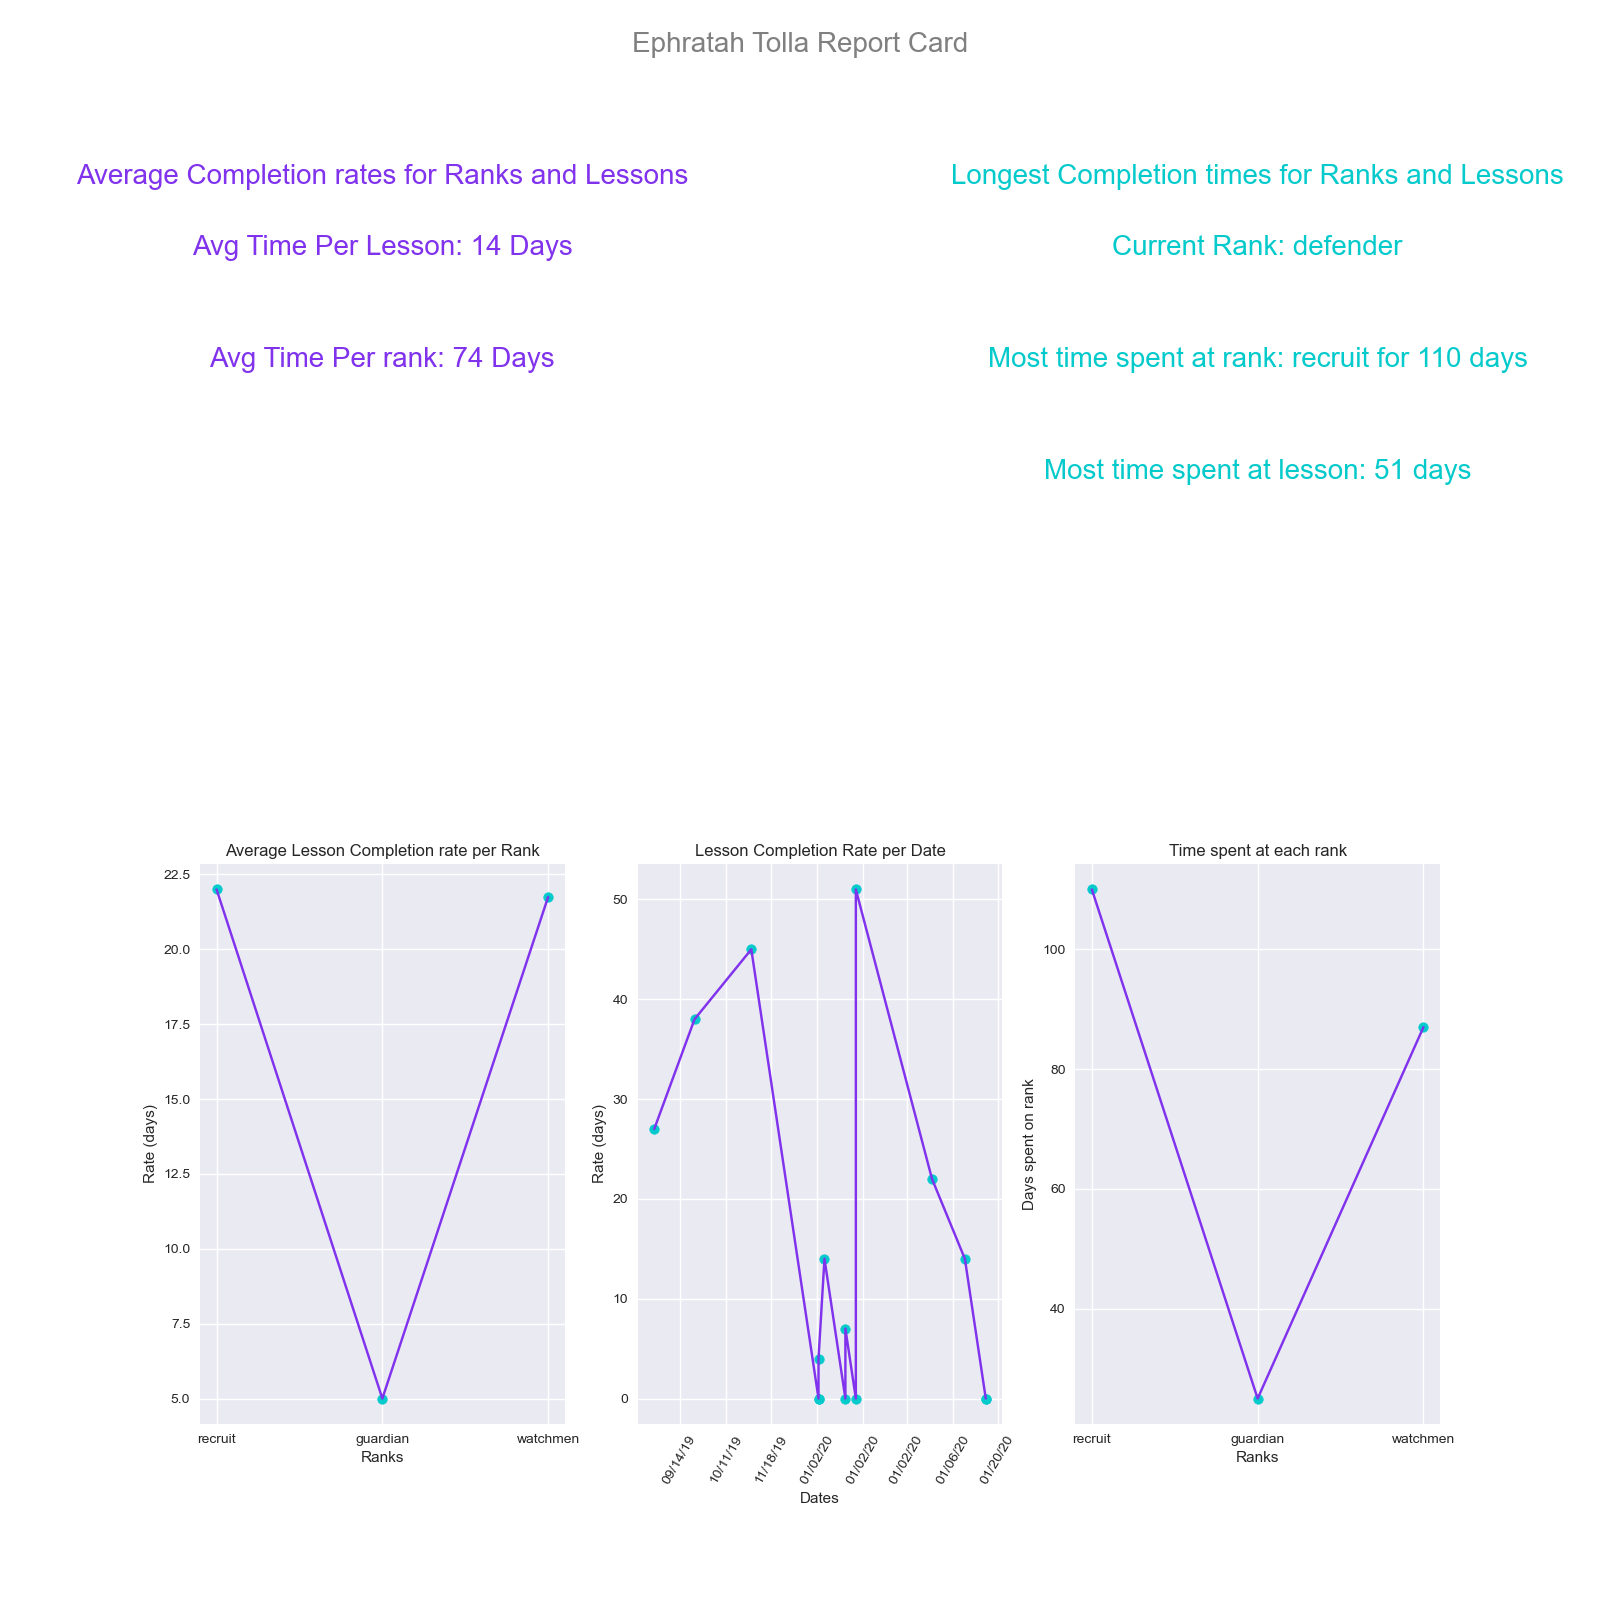 Ephratah Tolla Report Card
Average Completion rates for Ranks and Lessons
Avg Time Per Lesson: 14 Days
Avg Time Per rank: 74 Days
Longest Completion times for Ranks and Lessons
Current Rank: defender
Most time spent at rank: recruit for 110 days
Most time spent at lesson: 51 days
Average Lesson Completion rate per Rank
Rate (days)
22.5
20.0
17.5
15.0
12.5
10.0
7.5
5.0
recruit
guardian
watchmen
Ranks
Lesson Completion Rate per Date
Rate (days)
50
40
30
20
10
0
09/14/19
10/11/19
11/18/19
01/02/20
01/02/20
01/02/20
01/06/20
01/20/20
Dates
Time spent at each rank
Days spent on rank
100
80
60
40
recruit
guardian
watchmen
Ranks